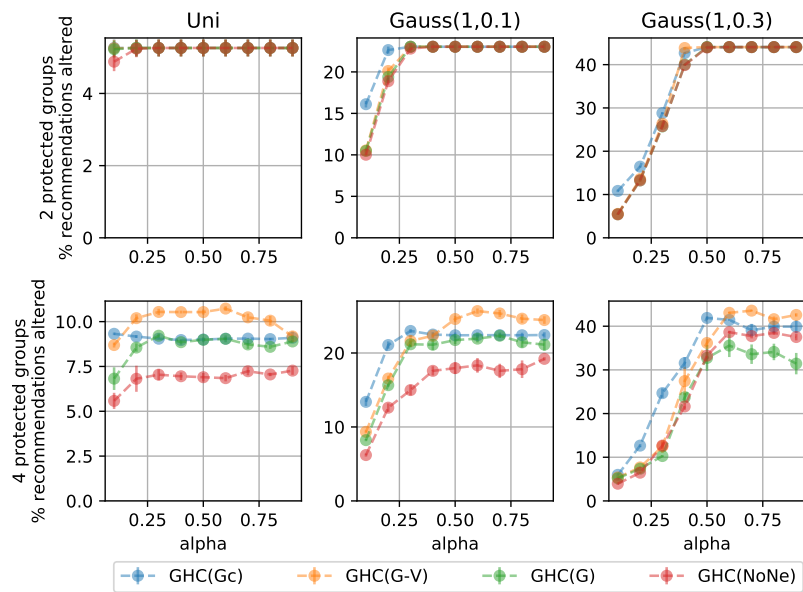 Uni
Gauss(1,0.1)
Gauss(1,0.3)
2 protected groups
% recommendations altered
4
2
0
0.25 0.50 0.75
20
15
10
5
0
0.25 0.50 0.75
40
30
20
10
0
0.25 0.50 0.75
4 protected groups
% recommendations altered
10.0
7.5
5.0
2.5
0.0
0.25 0.50 0.75
alpha
20
10
0
0.25 0.50 0.75
alpha
40
30
20
10
0
0.25 0.50 0.75
alpha
GHC(Gc) GHC(G-V) GHC(G) GHC(NoNe)